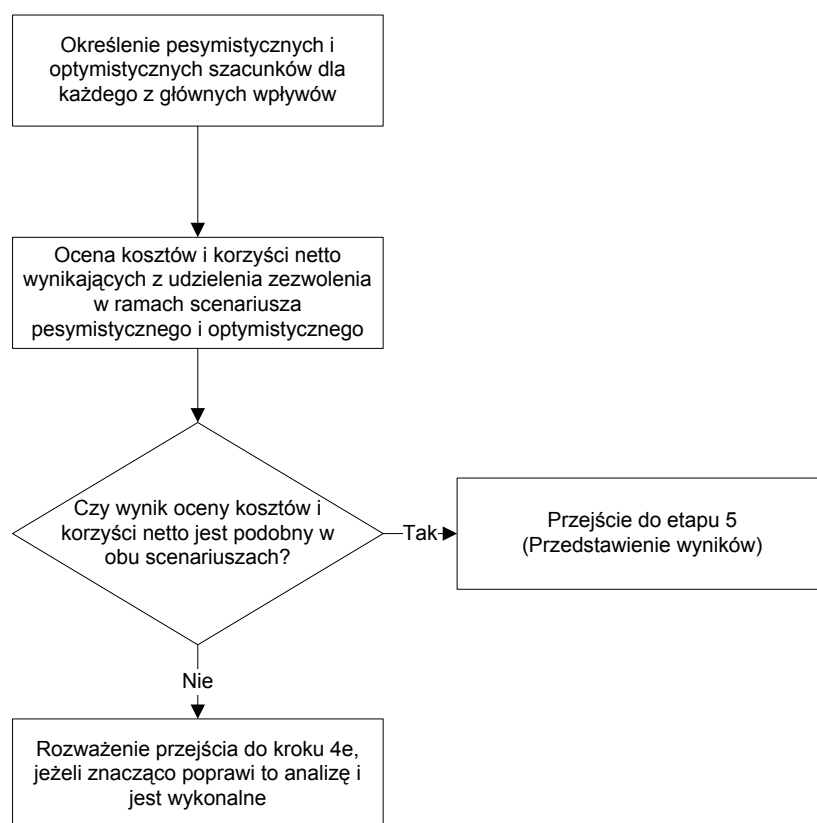 Określenie pesymistycznych i
optymistycznych szacunków dla
każdego z głównych wpływów
Ocena kosztów i korzyści netto
wynikających z udzielenia zezwolenia
w ramach scenariusza
pesymistycznego i optymistycznego
Czy wynik oceny kosztów i
korzyści netto jest podobny w
obu scenariuszach?
Tak
Przejście do etapu 5
(Przedstawienie wyników)
Nie
Rozważenie przejścia do kroku 4e,
jeżeli znacząco poprawi to analizę i
jest wykonalne